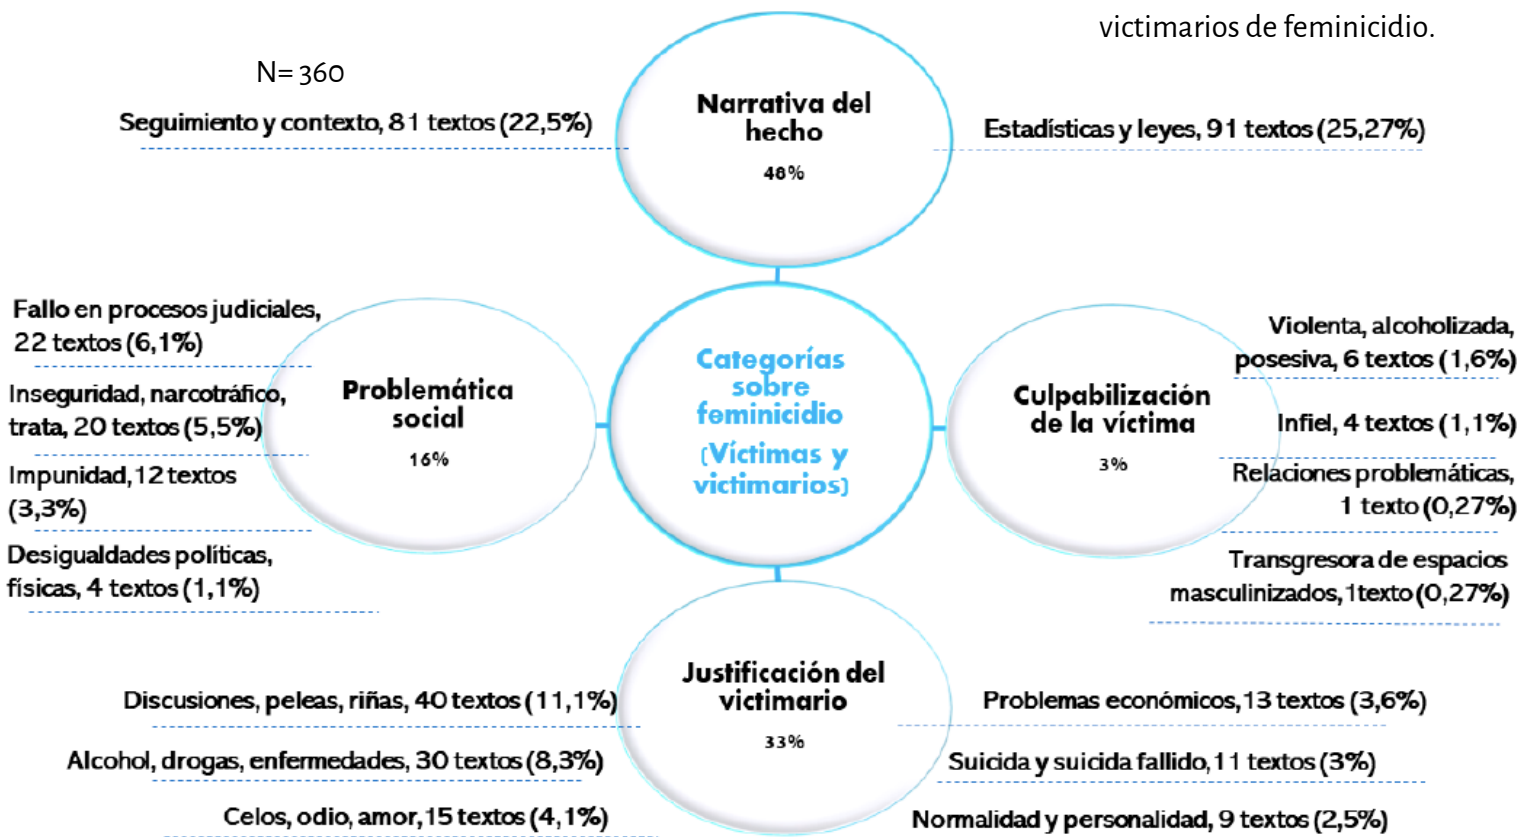 victimarios de feminicidio.
N= 360
Narrativa del
hecho
48%
Seguimiento y contexto, 81 textos (22,5%)
Estadísticas y leyes, 91 textos (25,27%)
Categorías
sobre
feminicidio
(Víctimas y
victimarios)
Problemática
social
16%
Fallo en procesos judiciales,
22 textos (6,1%)
Inseguridad, narcotráfico,
trata, 20 textos (5,5%)
Impunidad, 12 textos
(3,3%)
Desigualdades políticas,
físicas, 4 textos (1,1%)
Culpabilización
de la víctima
3%
Violenta, alcoholizada,
posesiva, 6 textos (1,6%)
Infiel, 4 textos (1,1%)
Relaciones problemáticas,
1 texto (0,27%)
Transgresora de espacios
masculinizados, 1texto (0,27%)
Justificación del
victimario
33%
Discusiones, peleas, riñas, 40 textos (11,1%)
Alcohol, drogas, enfermedades, 30 textos (8,3%)
Celos, odio, amor, 15 textos (4,1%)
Problemas económicos, 13 textos (3,6%)
Suicida y suicida fallido, 11 textos (3%)
Normalidad y personalidad, 9 textos (2,5%)